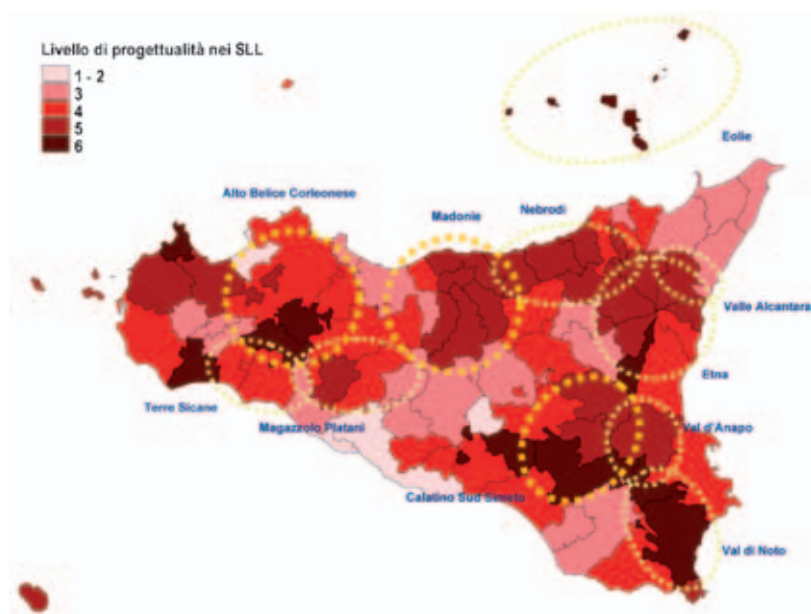 Livello di progettualità nei SLL
1 - 2
3
4
5
6
Eolie
Alto Belice Corleonese
Madonie
Nebrodi
Valle Alcantara
Etna
Terre Sicane
Magazzolo Platani
Val d'Anapo
Calatino Sud Simeto
Val di Noto